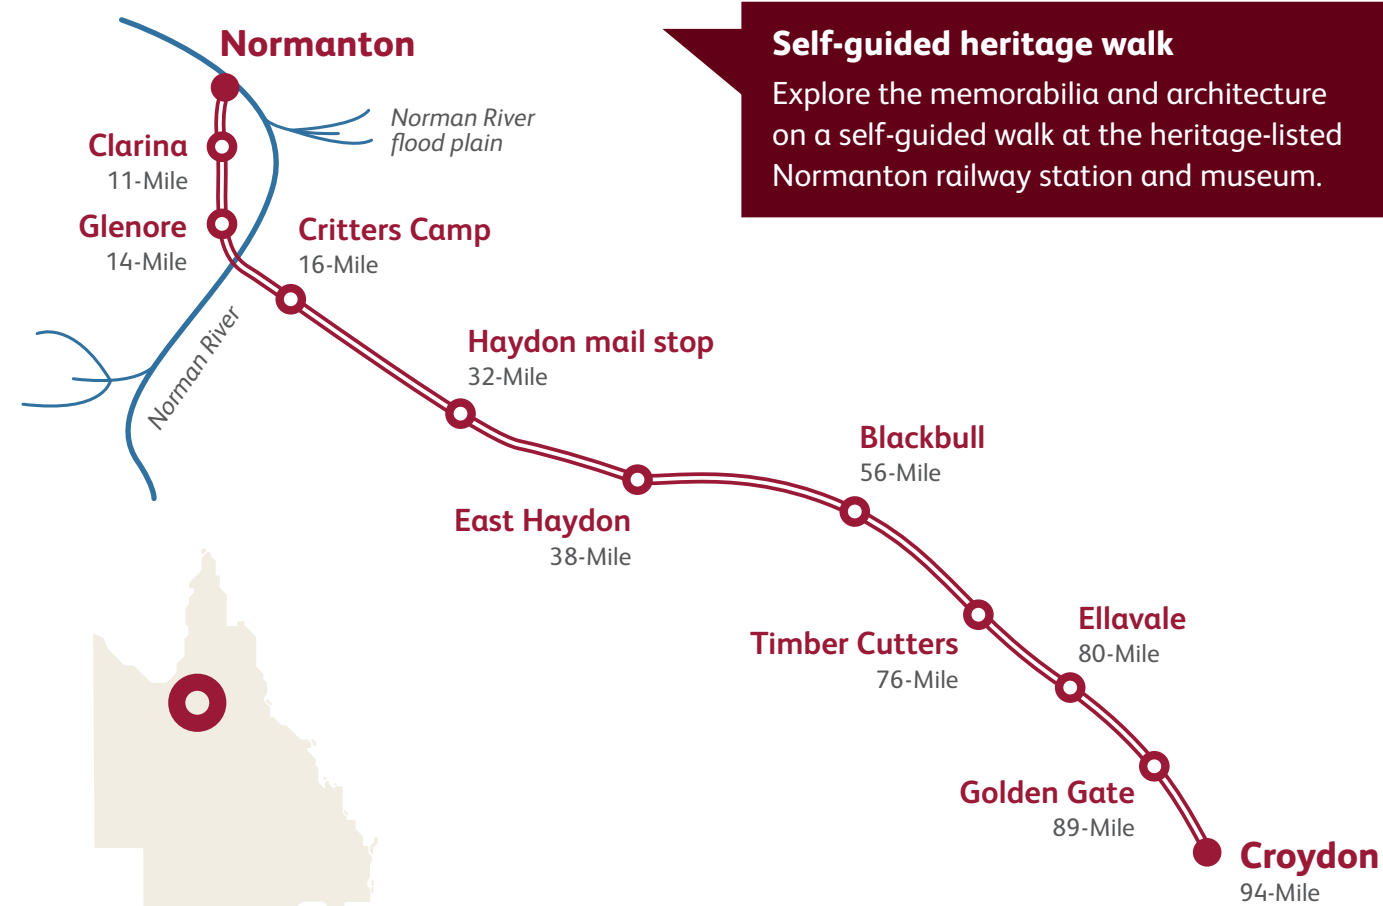 Normanton
Self-guided heritage walk
Explore the memorabilia and architecture
on a self-guided walk at the heritage-listed
Normanton railway station and museum.
Norman River
flood plain
Clarina
11-Mile
Glenore
14-Mile
Critters Camp
16-Mile
Norman River
Haydon mail stop
32-Mile
East Haydon
38-Mile
Blackbull
56-Mile
Timber Cutters
76-Mile
Ellavale
80-Mile
Golden Gate
89-Mile
Croydon
94-Mile